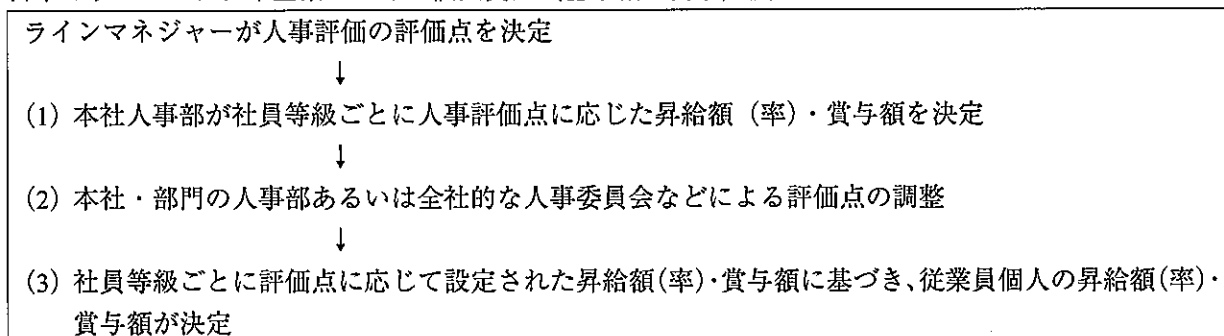 ラインマネジャーが人事評価の評価点を決定
↓
(1) 本社人事部が社員等級ごとに人事評価点に応じた昇給額(率)・賞与額を決定
↓
(2) 本社・部門の人事部あるいは全社的な人事委員会などによる評価点の調整
↓
(3) 社員等級ごとに評価点に応じて設定された昇給額(率)・賞与額に基づき、従業員個人の昇給額(率)・
賞与額が決定